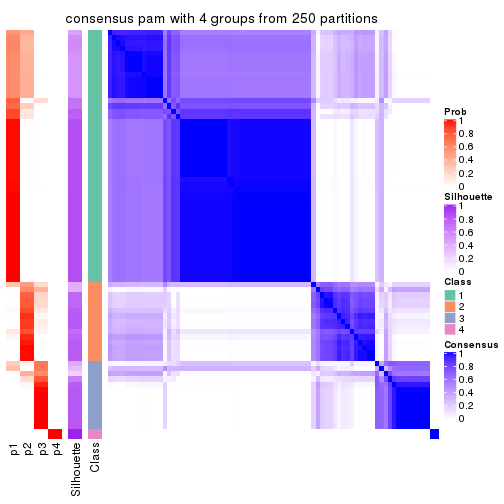 consensus pam with 4 groups from 250 partitions
Prob
1
0.8
0.6
0.4
0.2
0
Silhouette
1
0.8
0.6
0.4
0.2
0
Class
1
2
3
4
Consensus
1
0.8
0.6
0.4
0.2
0
p1
p2
p3
p4
Silhouette
Class